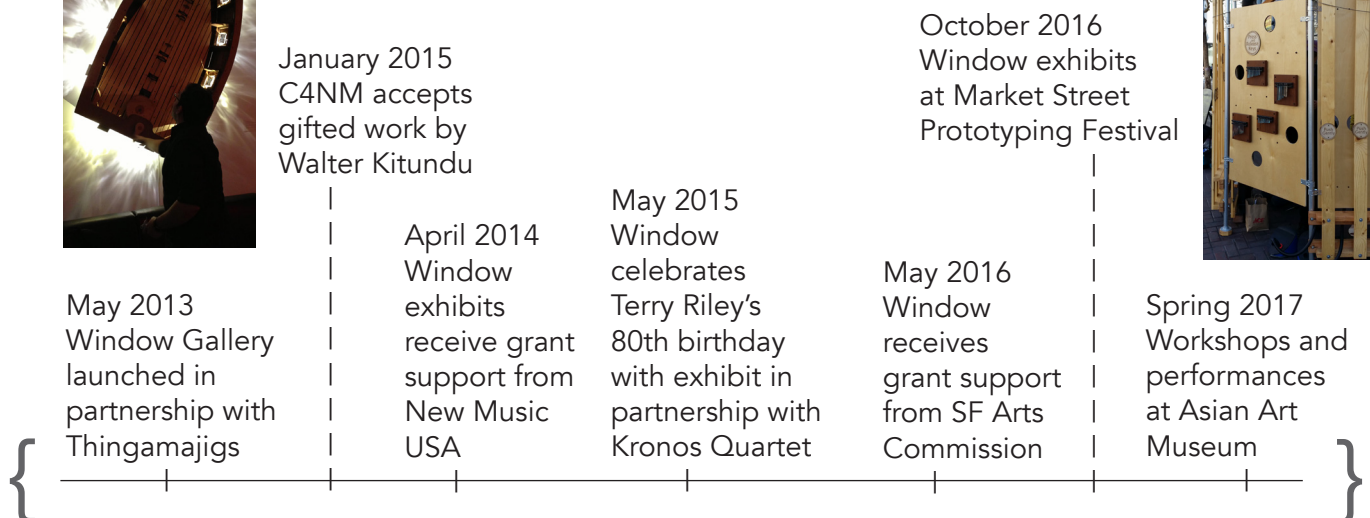 May 2013
Window Gallery
launched in
partnership with
Thingamajigs
January 2015
C4NM accepts
gifted work by
Walter Kitundu
April 2014
Window
exhibits
receive grant
support from
New Music
USA
May 2015
Window
celebrates
Terry Riley’s
80th birthday
with exhibit in
partnership with
Kronos Quartet
May 2016
Window
receives
grant support
from SF Arts
Commission
October 2016
Window exhibits
at Market Street
Prototyping Festival
Spring 2017
Workshops and
performances
at Asian Art
Museum